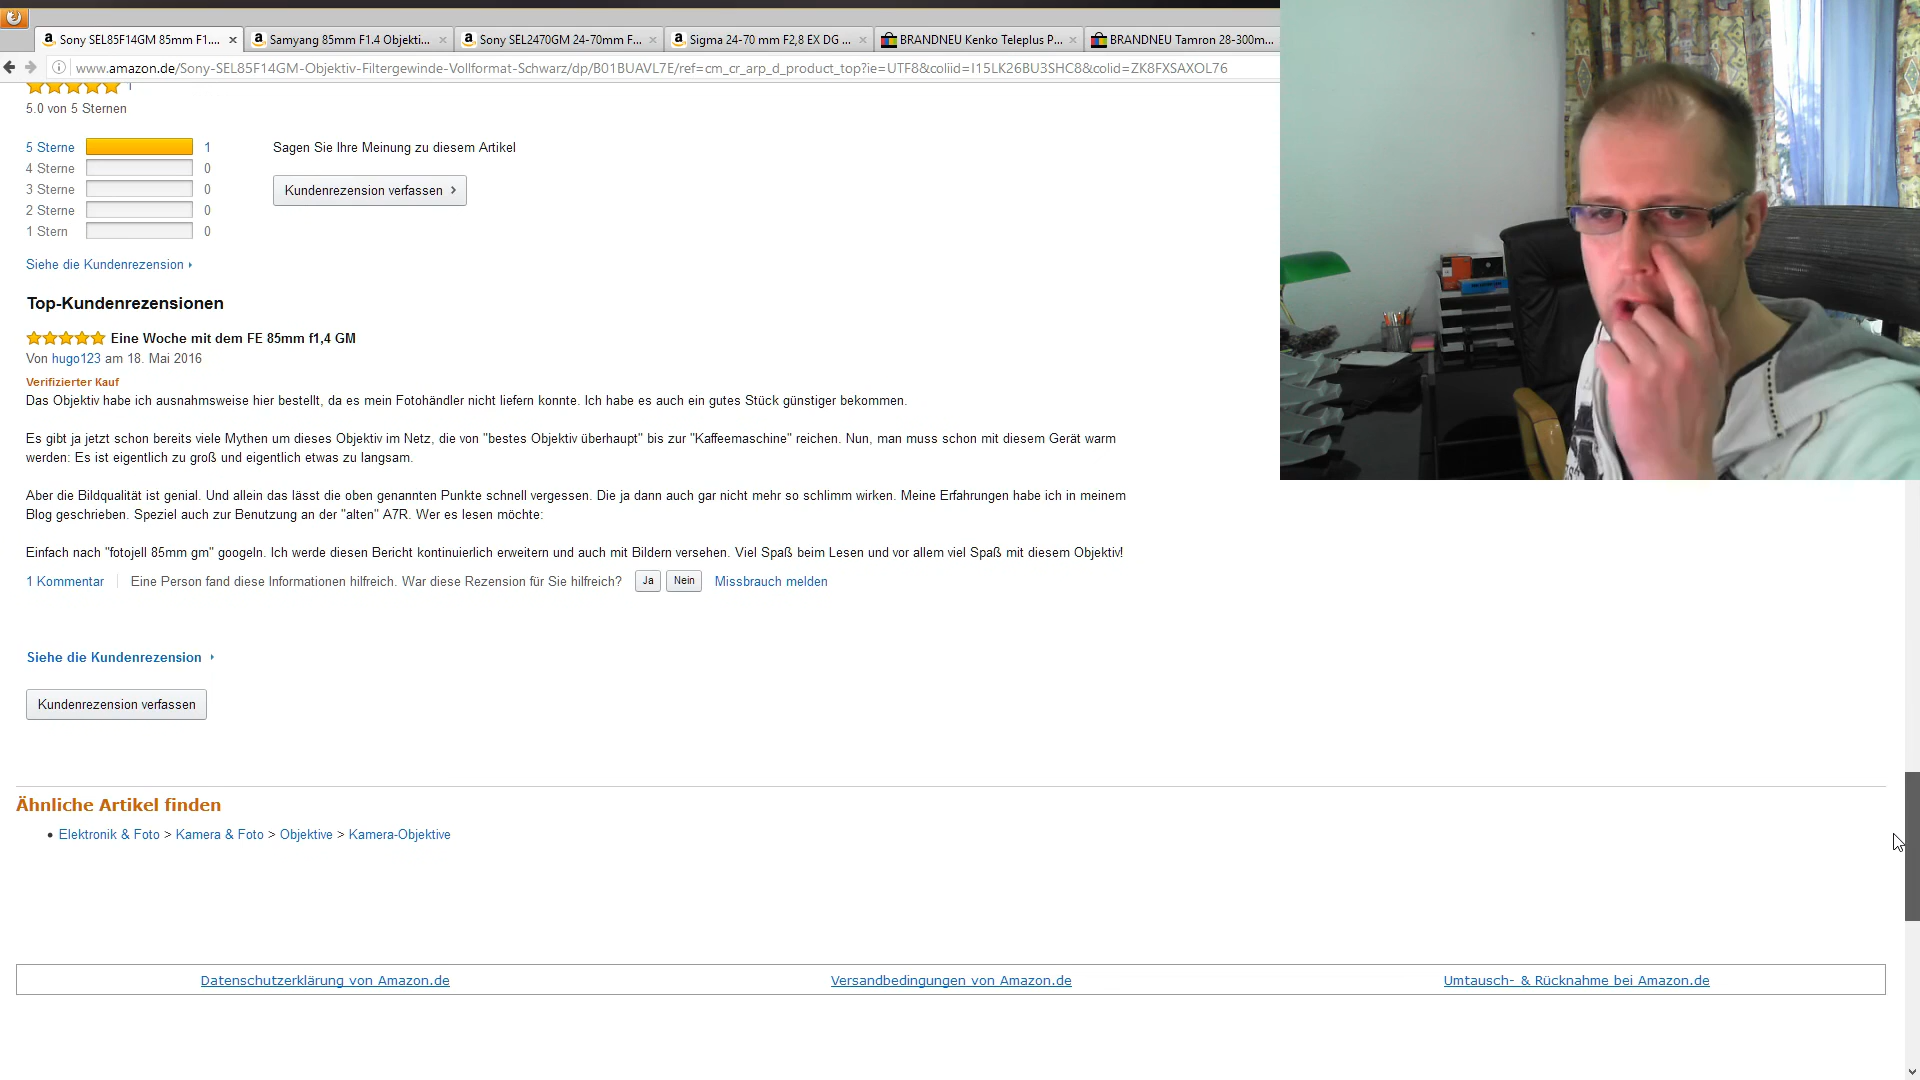 Sony SEL85F14GM 85mm F1....
Samyang 85mm F1.4 Objekti...
Sony SEL2470GM 24-70mm F...
Sigma 24-70 mm F2,8 EX DG ...
BRANDNEU Kenko Teleplus P...
BRANDNEU Tamron 28-300m...
www.amazon.de/Sony-SEL85F14GM-Objektiv-Filtergewinde-Vollformat-Schwarz/dp/B01BUAVL7E/ref=cm_cr_arp_d_product_top?ie=UTF8&coliid=I15LK26BU3SHC8&colid=ZK8FXSAXOL76
1
5.0 von 5 Sternen
5 Sterne 1
4 Sterne 0
3 Sterne 0
2 Sterne 0
1 Stern 0
Sagen Sie Ihre Meinung zu diesem Artikel
Kundenrezension verfassen
Siehe die Kundenrezension
Top-Kundenrezensionen
Eine Woche mit dem FE 85mm f1,4 GM
Von hugo123 am 18. Mai 2016
Verifizierter Kauf
Das Objektiv habe ich ausnahmsweise hier bestellt, da es mein Fotohändler nicht liefern konnte. Ich habe es auch ein gutes Stück günstiger bekommen.
Es gibt ja jetzt schon bereits viele Mythen um dieses Objektiv im Netz, die von "bestes Objektiv überhaupt" bis zur "Kaffeemaschine" reichen. Nun, man muss schon mit diesem Gerät warm
werden: Es ist eigentlich zu groß und eigentlich etwas zu langsam.
Aber die Bildqualität ist genial. Und allein das lässt die oben genannten Punkte schnell vergessen. Die ja dann auch gar nicht mehr so schlimm wirken. Meine Erfahrungen habe ich in meinem
Blog geschrieben. Speziel auch zur Benutzung an der "alten" A7R. Wer es lesen möchte:
Einfach nach "fotojell 85mm gm" googeln. Ich werde diesen Bericht kontinuierlich erweitern und auch mit Bildern versehen. Viel Spaß beim Lesen und vor allem viel Spaß mit diesem Objektiv!
1 Kommentar Eine Person fand diese Informationen hilfreich. War diese Rezension für Sie hilfreich? Ja Nein Missbrauch melden
Siehe die Kundenrezension
Kundenrezension verfassen
Ähnliche Artikel finden
Elektronik & Foto > Kamera & Foto > Objektive > Kamera-Objektive
Datenschutzerklärung von Amazon.de
Versandbedingungen von Amazon.de
Umtausch- & Rücknahme bei Amazon.de